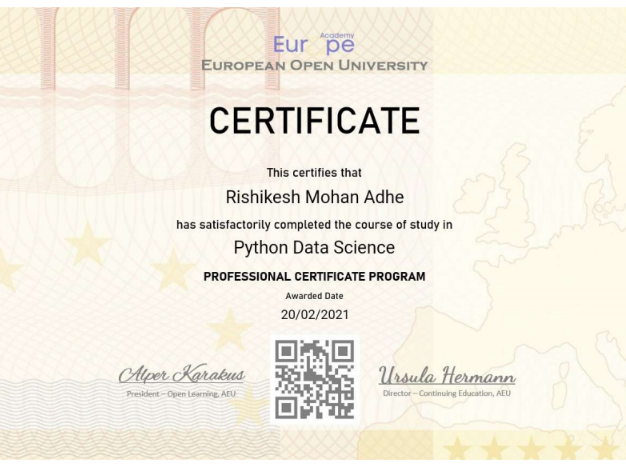 Academy
Eur pe
EUROPEAN OPEN UNIVERSITY
CERTIFICATE
This certifies that
Rishikesh Mohan Adhe
has satisfactorily completed the course of study in
Python Data Science
PROFESSIONAL CERTIFICATE PROGRAM
Awarded Date
20/02/2021
Alper Karakus
President – Open Learning, AEU
Ursula Hermann
Director – Continuing Education, AEU